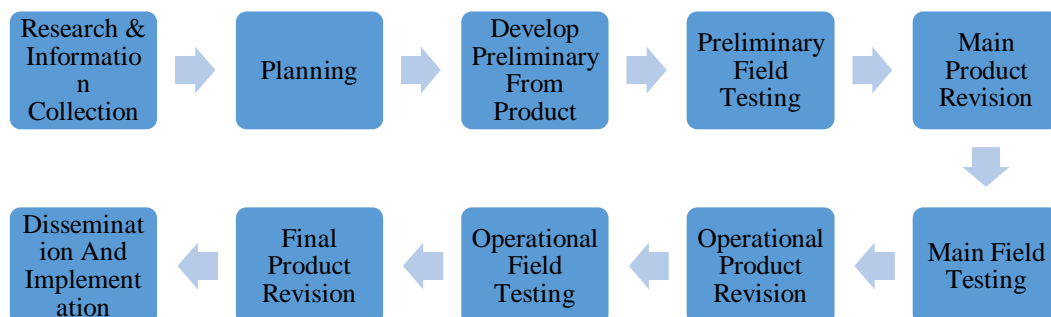 Research &
Informatio
n
Collection
Planning
Develop
Preliminary
From
Product
Preliminary
Field
Testing
Main
Product
Revision
Main Field
Testing
Operational
Product
Revision
Operational
Field
Testing
Final
Product
Revision
Disseminat
ion And
Implement
ation